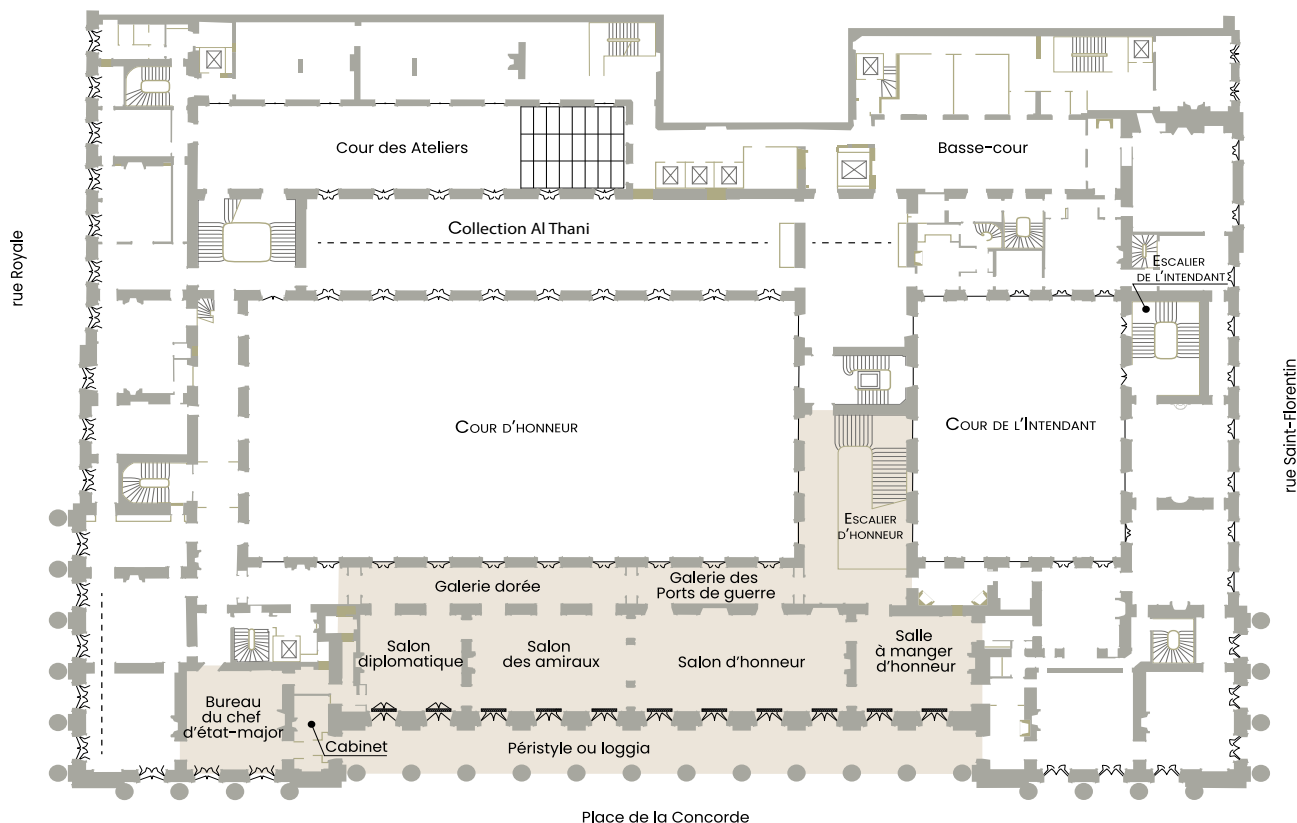 Cour des Ateliers
Basse-cour
Collection Al Thani
rue Royale
Escalier
de l'intendant
rue Saint-Florentin
Cour d'honneur
Cour de l'Intendant
Escalier
d'honneur
Galerie dorée
Galerie des
Ports de guerre
Salon
diplomatique
Salon
des amiraux
Salon d'honneur
Salle
à manger
d'honneur
Bureau
du chef
d'état-major
Cabinet
Péristyle ou loggia
Place de la Concorde